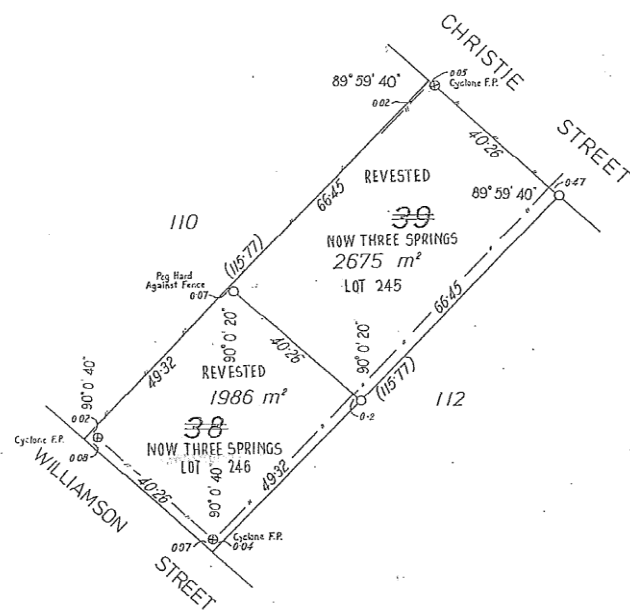 CHRISTIE
STREET
89° 59' 40"
0·05
Cyclone F.P.
0·02
40·26
REVESTED
89° 59' 40"
0·47
66·45
39
110
NOW THREE SPRINGS
2675 m²
(115·77)
LOT 245
Peg Hard
Against Fence
0·07
66·45
90° 0' 20"
40·26
90° 0' 20"
49·32
REVESTED
(115·77)
1986 m²
112
90° 0' 40"
0·2
0·02
38
Cyclone F.P.
NOW THREE SPRINGS
0·08
LOT 246
49·32
WILLIAMSON
40·26
90° 0' 40"
0·07
Cyclone F.P.
0·04
STREET